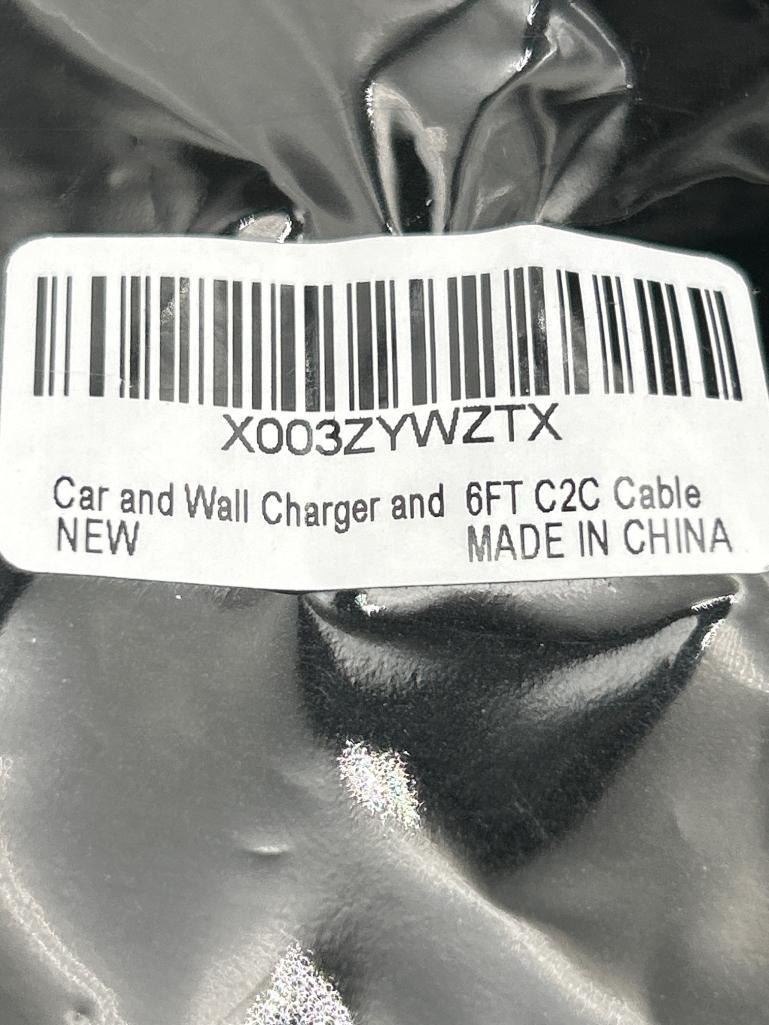 X003ZYWZTX
Car and Wall Charger and 6FT C2C Cable
NEW MADE IN CHINA